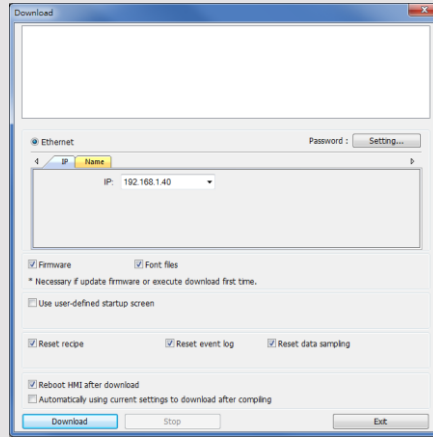 Download
Ethernet Password : Setting...
IP Name
IP: 192.168.1.40
Firmware Font files
* Necessary if update firmware or execute download first time.
Use user-defined startup screen
Reset recipe Reset event log Reset data sampling
Reboot HMI after download
Automatically using current settings to download after compiling
Download Stop Exit